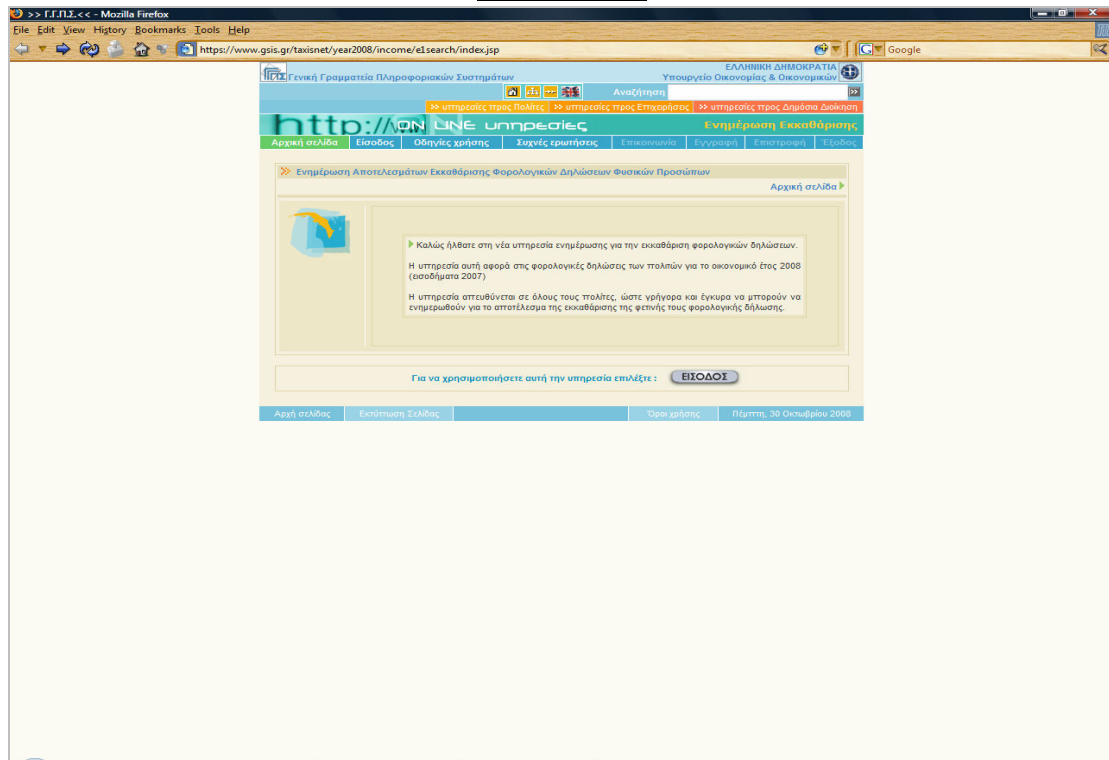 >> Γ.Γ.Π.Σ.<< - Mozilla Firefox
File Edit View History Bookmarks Tools Help
https://www.gsis.gr/taxisnet/year2008/income/e1search/index.jsp
Google
Γενική Γραμματεία Πληροφοριακών Συστημάτων
ΕΛΛΗΝΙΚΗ ΔΗΜΟΚΡΑΤΙΑ
Υπουργείο Οικονομίας & Οικονομικών
Αναζήτηση
>> υπηρεσίες προς Πολίτες >> υπηρεσίες προς Επιχειρήσεις >> υπηρεσίες προς Δημόσια Διοίκηση
http://
ON LINE υπηρεσίες
Ενημέρωση Εκκαθάρισης
Αρχική σελίδα Είσοδος Οδηγίες χρήσης Συχνές ερωτήσεις Επικοινωνία Εγγραφή Επιστροφή Έξοδος
Ενημέρωση Αποτελεσμάτων Εκκαθάρισης Φορολογικών Δηλώσεων Φυσικών Προσώπων
Αρχική σελίδα
Καλώς ήλθατε στη νέα υπηρεσία ενημέρωσης για την εκκαθάριση φορολογικών δηλώσεων.
Η υπηρεσία αυτή αφορά στις φορολογικές δηλώσεις των πολιτών για το οικονομικό έτος 2008
(εισοδήματα 2007)
Η υπηρεσία απευθύνεται σε όλους τους πολίτες, ώστε γρήγορα και έγκυρα να μπορούν να
ενημερωθούν για το αποτέλεσμα της εκκαθάρισης της φετινής τους φορολογικής δήλωσης.
Για να χρησιμοποιήσετε αυτή την υπηρεσία επιλέξτε : ΕΙΣΟΔΟΣ
Αρχή σελίδας Εκτύπωση Σελίδας Όροι χρήσης Πέμπτη, 30 Οκτωβρίου 2008